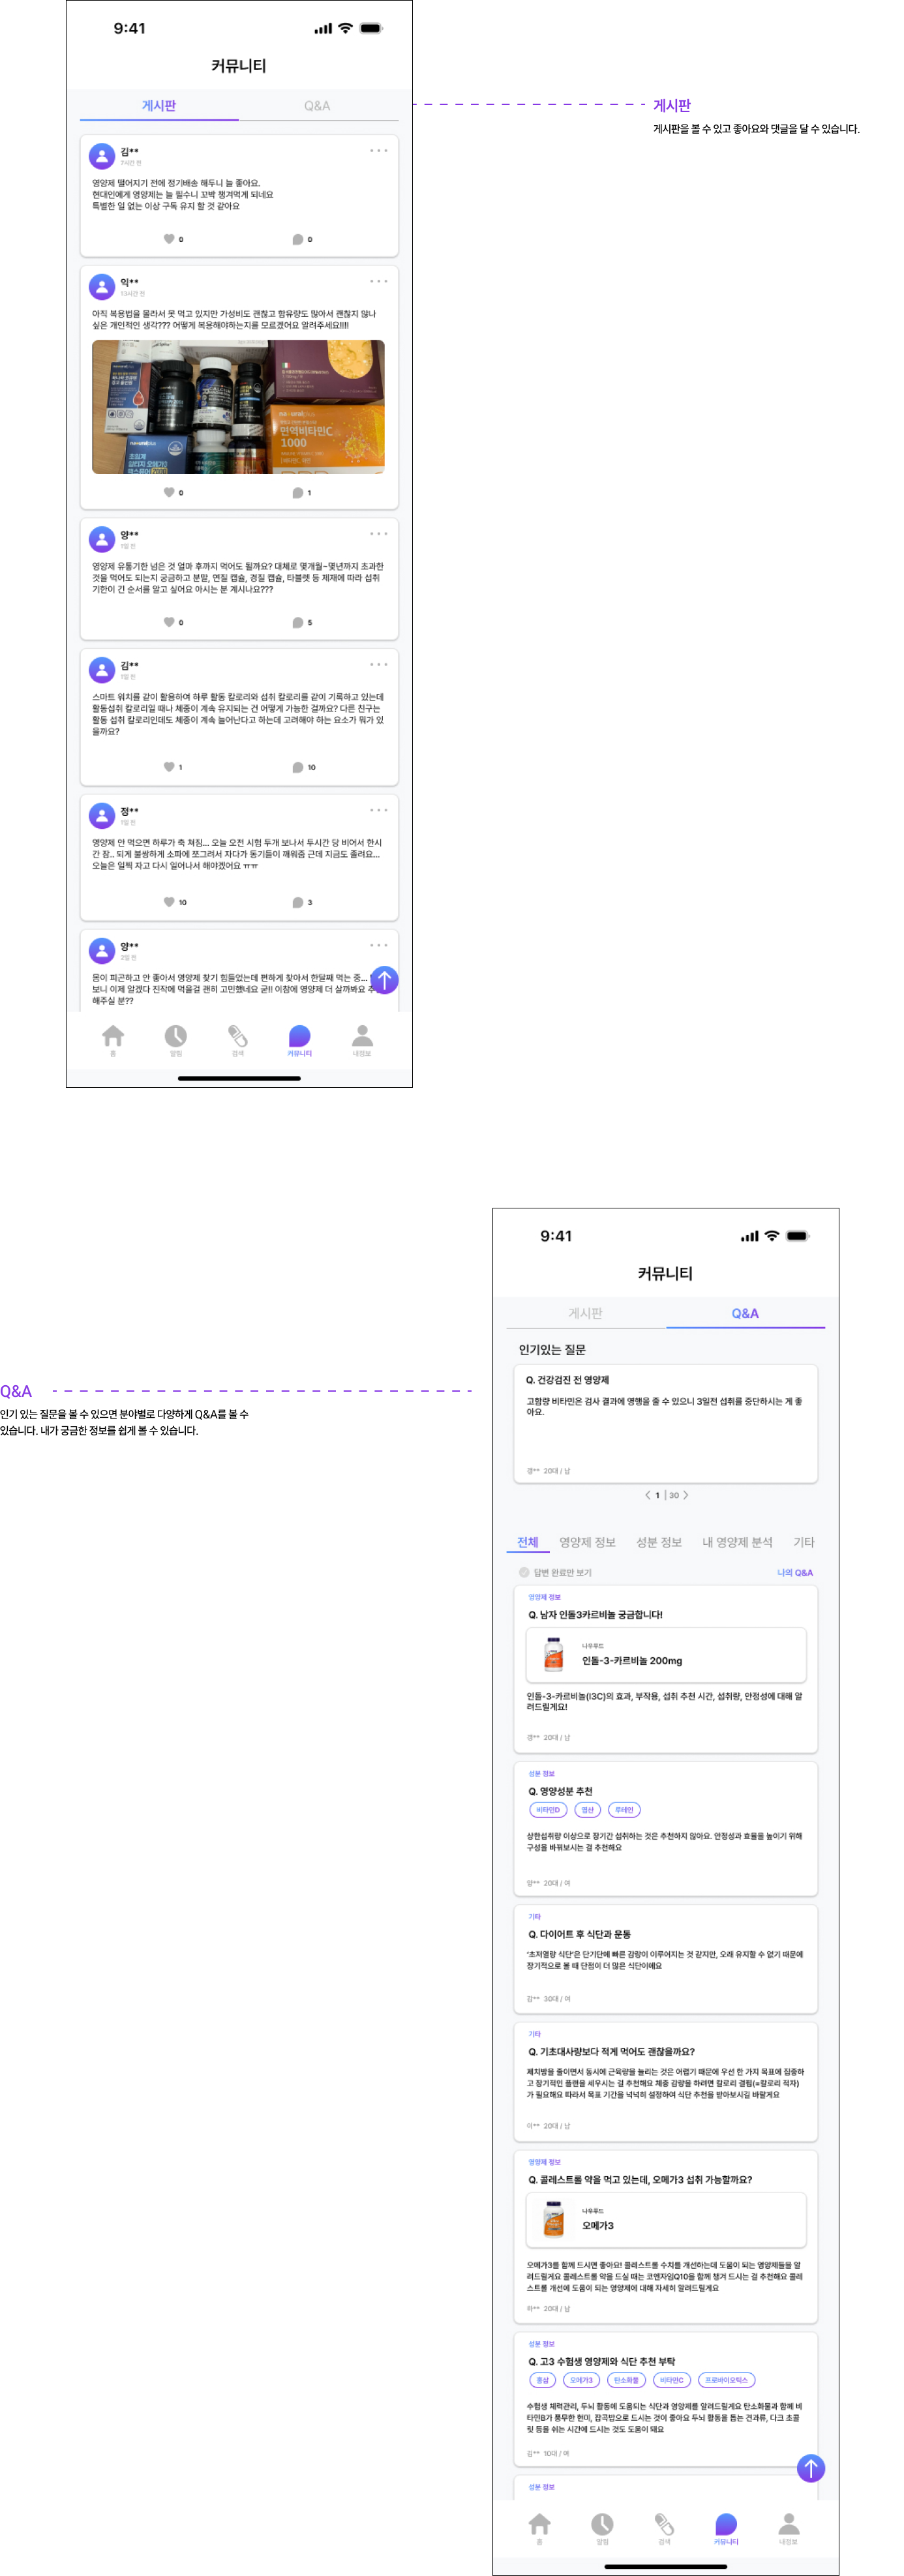 9:41
커뮤니티
게시판
Q&A
게시판
게시판을 볼 수 있고 좋아요와 댓글을 달 수 있습니다.
김**
영양제 떨어지기 전에 정기배송 해두니 늘 좋아요.
현대인에게 영양제는 늘 필수니 꼬박 챙겨먹게 되네요
특별한 일 없는 이상 구독 유지 할 것 같아요
0
0
익**
13시간 전
아직 복용법을 몰라서 못 먹고 있지만 가성비도 괜찮고 함유량도 많아서 괜찮지 않나
싶은 개인적인 생각??? 어떻게 복용해야하는지를 모르겠어요 알려주세요!!!!
면역비타민C
1000
0
1
양**
1일 전
영양제 유통기한 넘은 것 얼마 후까지 먹어도 될까요? 대체로 몇개월~몇년까지 초과한
것을 먹어도 되는지 궁금하고 분말, 연질 캡슐, 경질 캡슐, 타블렛 등 제재에 따라 섭취
기한이 긴 순서를 알고 싶어요 아시는 분 계시나요???
0
5
김**
1일 전
스마트 워치를 같이 활용하여 하루 활동 칼로리와 섭취 칼로리를 같이 기록하고 있는데
활동섭취 칼로리일 때나 체중이 계속 유지되는 건 어떻게 가능한 걸까요? 다른 친구는
활동 섭취 칼로리인데도 체중이 계속 늘어난다고 하는데 고려해야 하는 요소가 뭐가 있
을까요?
1
10
정**
1일 전
영양제 안 먹으면 하루가 축 쳐짐... 오늘 오전 시험 두개 보나서 두시간 당 비어서 한시
간 잠.. 되게 불쌍하게 소파에 쪼그려서 자다가 동기들이 깨워줌 근데 지금도 졸려요...
오늘은 일찍 자고 다시 일어나서 해야겠어요 ㅠㅠ
10
3
양**
2일 전
몸이 피곤하고 안 좋아서 영양제 찾기 힘들었는데 편하게 찾아서 한달째 먹는 중...
보니 이제 알겠다 진작에 먹을걸 괜히 고민했네요 굳!! 이참에 영양제 더 살까봐요
해주실 분??
홈
알림
검색
커뮤니티
내정보
9:41
커뮤니티
게시판
Q&A
Q&A
인기 있는 질문을 볼 수 있으면 분야별로 다양하게 Q&A를 볼 수
있습니다. 내가 궁금한 정보를 쉽게 볼 수 있습니다.
인기있는 질문
Q. 건강검진 전 영양제
고함량 비타민은 검사 결과에 영행을 줄 수 있으니 3일전 섭취를 중단하시는 게 좋
아요.
갱** 20대 / 남
1 | 30
전체
영양제 정보
성분 정보
내 영양제 분석
기타
답변 완료만 보기
나의 Q&A
영양제 정보
Q. 남자 인돌3카르비놀 궁금합니다!
나우푸드
인돌-3-카르비놀 200mg
인돌-3-카르비놀(I3C)의 효과, 부작용, 섭취 추천 시간, 섭취량, 안정성에 대해 알
려드릴게요!
갱** 20대 / 남
성분 정보
Q. 영양성분 추천
비타민D
엽산
루테인
상한섭취량 이상으로 장기간 섭취하는 것은 추천하지 않아요. 안정성과 효율을 높이기 위해
구성을 바꿔보시는 걸 추천해요
양** 20대 / 여
기타
Q. 다이어트 후 식단과 운동
'초저열량 식단'은 단기단에 빠른 감량이 이루어지는 것 같지만, 오래 유지할 수 없기 때문에
장기적으로 볼 때 단점이 더 많은 식단이에요
김** 30대 / 여
기타
Q. 기초대사량보다 적게 먹어도 괜찮을까요?
체지방을 줄이면서 동시에 근육량을 늘리는 것은 어렵기 때문에 우선 한 가지 목표에 집중하
고 장기적인 플랜을 세우시는 걸 추천해요 체중 감량을 하려면 칼로리 결핍(=칼로리 적자)
가 필요해요 따라서 목표 기간을 넉넉히 설정하여 식단 추천을 받아보시길 바랄게요
이** 20대 / 남
영양제 정보
Q. 콜레스트롤 약을 먹고 있는데, 오메가3 섭취 가능할까요?
나우푸드
오메가3
오메가3를 함께 드시면 좋아요! 콜레스트롤 수치를 개선하는데 도움이 되는 영양제들을 알
려드릴게요 콜레스트롤 약을 드실 때는 코엔자임Q10을 함께 챙겨 드시는 걸 추천해요 콜레
스트롤 개선에 도움이 되는 영양제에 대해 자세히 알려드릴게요
20대 / 남
성분 정보
Q. 고3 수험생 영양제와 식단 추천 부탁
홍삼
오메가3
탄소화물
비타민C
프로바이오틱스
수험생 체력관리, 두뇌 활동에 도움되는 식단과 영양제를 알려드릴게요 탄소화물과 함께 비
타민B가 풍무한 현미, 잡곡밥으로 드시는 것이 좋아요 두뇌 활동을 돕는 견과류, 다크 초콜
릿 등을 쉬는 시간에 드시는 것도 도움이 돼요
김** 10대 / 여
성분 정보
홈
알림
검색
커뮤니티
내정보